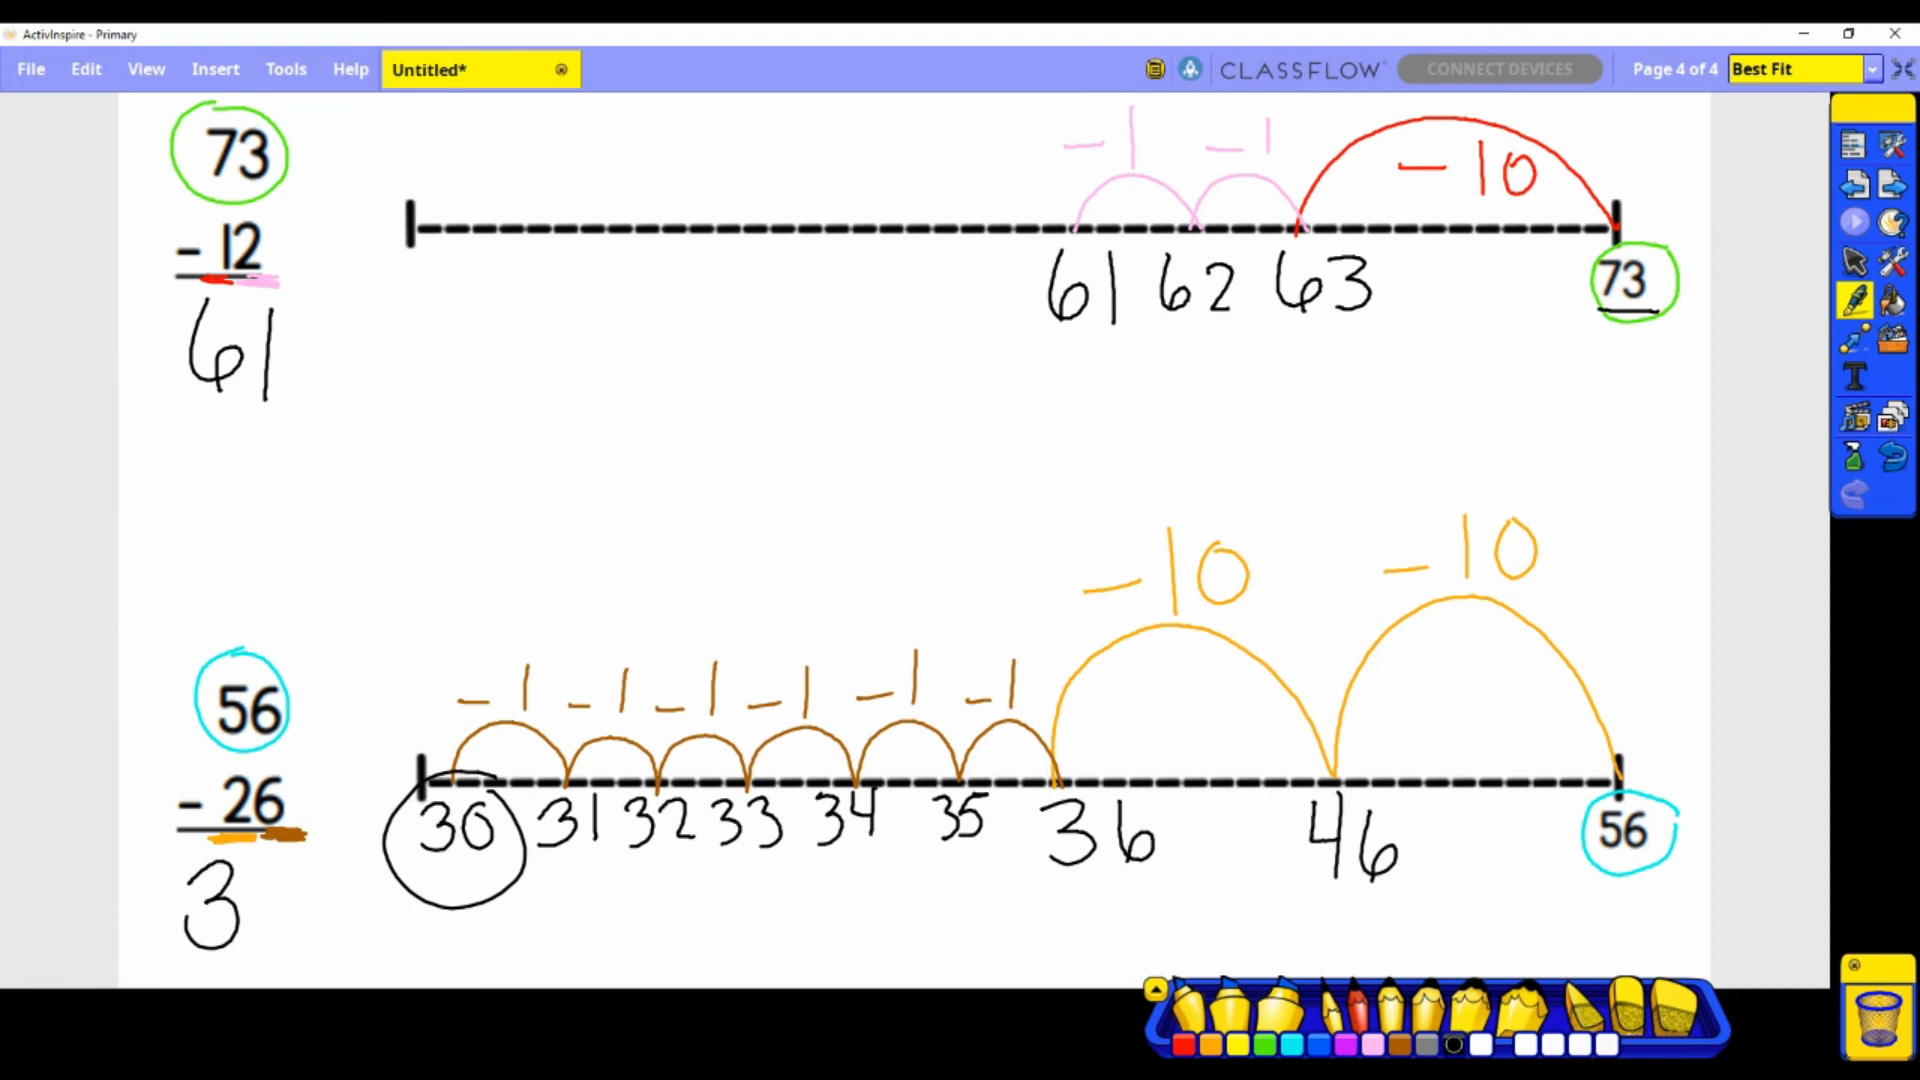 ActivInspire - Primary
File Edit View Insert Tools Help Untitled* CLASSFLOW CONNECT DEVICES Page 4 of 4 Best Fit
73
- 12
61
-1 -1 -10
61 62 63 73
-10 -10
-1 -1 -1 -1 -1 -1
56
- 26
3
30 31 32 33 34 35 36 46 56
T